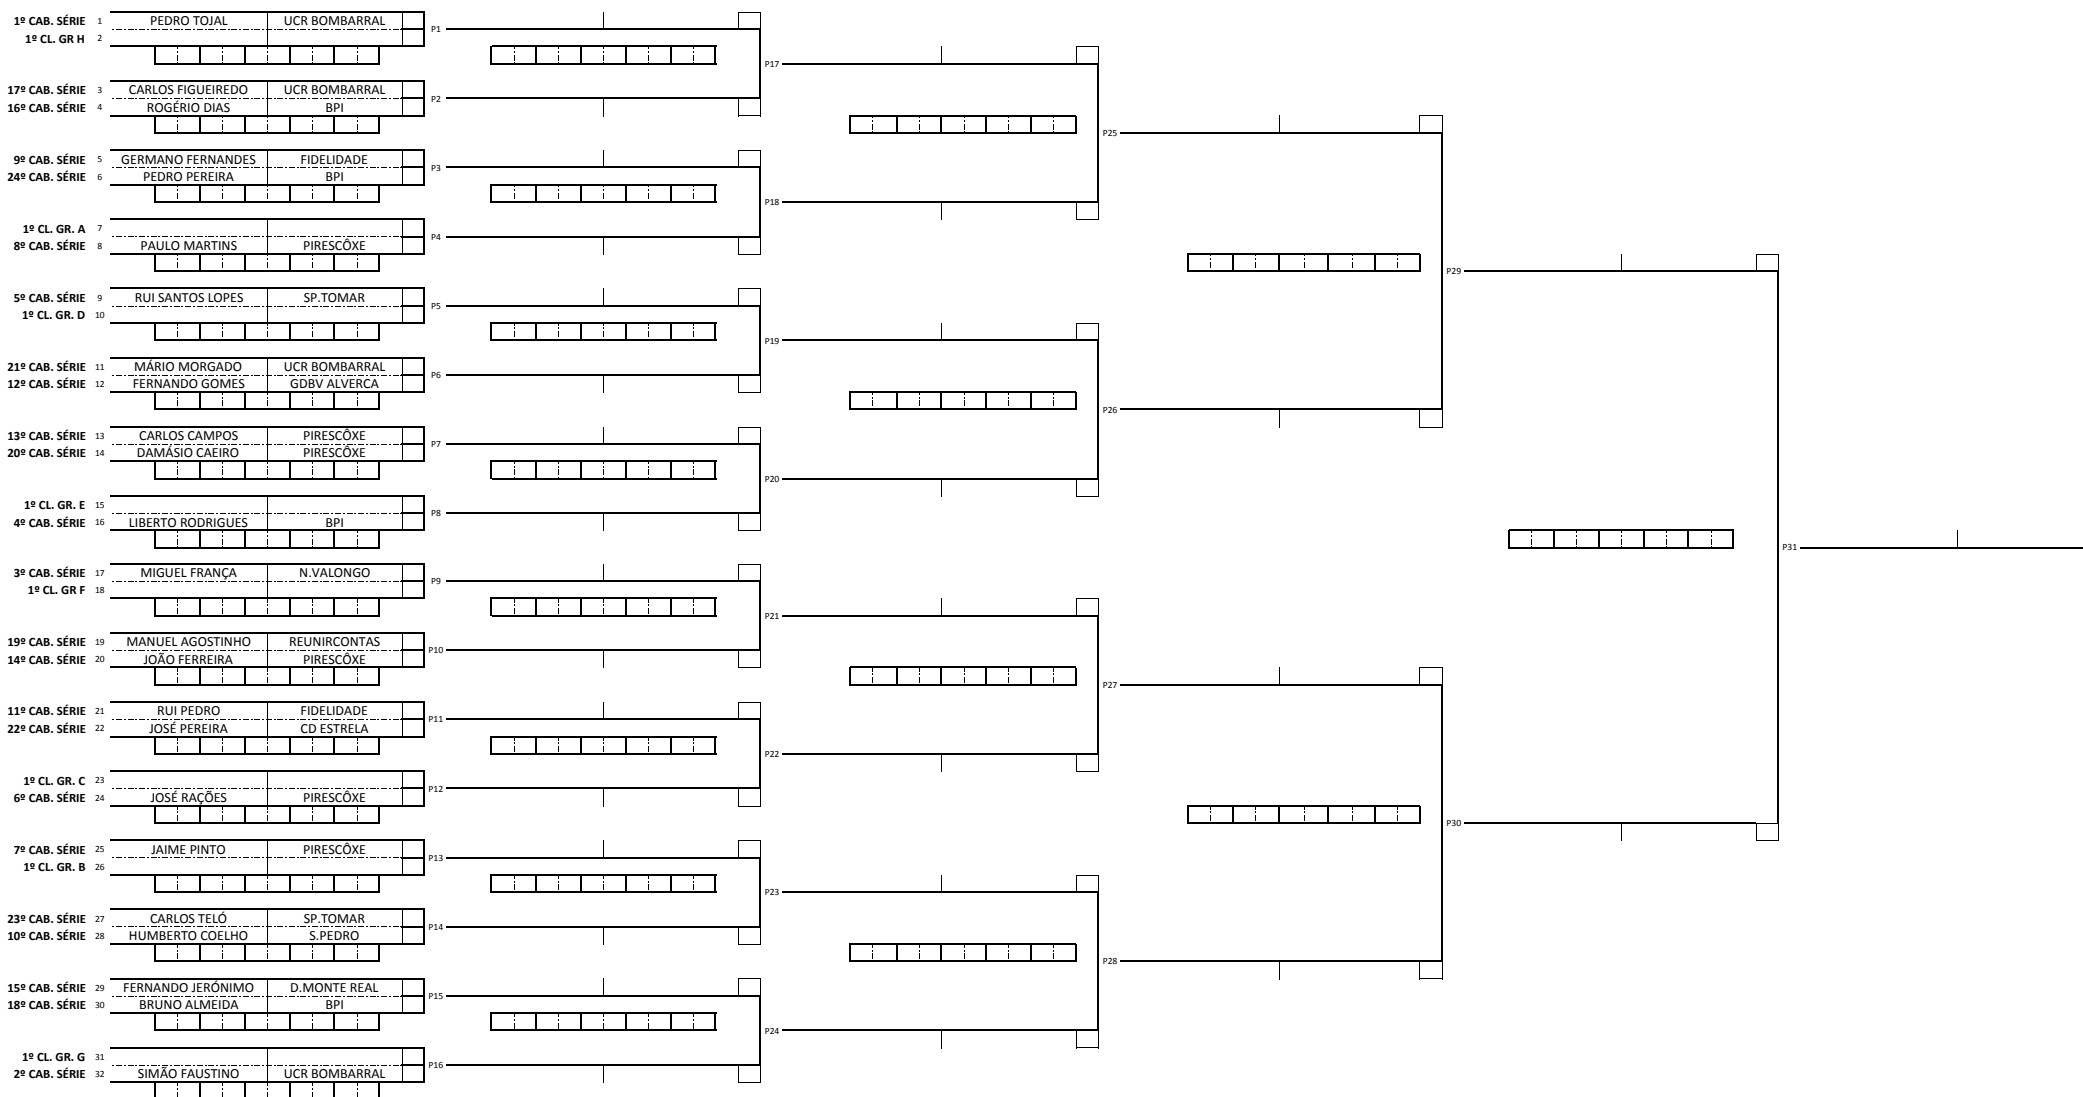 1º CAB. SÉRIE 1 PEDRO TOJAL UCR BOMBARRAL
P1
1º CL. GR H 2
P17
17º CAB. SÉRIE 3 CARLOS FIGUEIREDO UCR BOMBARRAL
P2
16º CAB. SÉRIE 4 ROGÉRIO DIAS BPI
P25
9º CAB. SÉRIE 5 GERMANO FERNANDES FIDELIDADE
P3
24º CAB. SÉRIE 6 PEDRO PEREIRA BPI
P18
1º CL. GR. A 7
P4
8º CAB. SÉRIE 8 PAULO MARTINS PIRESCÔXE
P29
5º CAB. SÉRIE 9 RUI SANTOS LOPES SP.TOMAR
P5
1º CL. GR. D 10
P19
21º CAB. SÉRIE 11 MÁRIO MORGADO UCR BOMBARRAL
P6
12º CAB. SÉRIE 12 FERNANDO GOMES GDBV ALVERCA
P26
13º CAB. SÉRIE 13 CARLOS CAMPOS PIRESCÔXE
P7
20º CAB. SÉRIE 14 DAMÁSIO CAEIRO PIRESCÔXE
P20
1º CL. GR. E 15
P8
4º CAB. SÉRIE 16 LIBERTO RODRIGUES BPI
P31
3º CAB. SÉRIE 17 MIGUEL FRANÇA N.VALONGO
P9
1º CL. GR F 18
P21
19º CAB. SÉRIE 19 MANUEL AGOSTINHO REUNIRCONTAS
P10
14º CAB. SÉRIE 20 JOÃO FERREIRA PIRESCÔXE
P27
11º CAB. SÉRIE 21 RUI PEDRO FIDELIDADE
P11
22º CAB. SÉRIE 22 JOSÉ PEREIRA CD ESTRELA
P22
1º CL. GR. C 23
P12
6º CAB. SÉRIE 24 JOSÉ RAÇÕES PIRESCÔXE
P30
7º CAB. SÉRIE 25 JAIME PINTO PIRESCÔXE
P13
1º CL. GR. B 26
P23
23º CAB. SÉRIE 27 CARLOS TELÓ SP.TOMAR
P14
10º CAB. SÉRIE 28 HUMBERTO COELHO S.PEDRO
P28
15º CAB. SÉRIE 29 FERNANDO JERÓNIMO D.MONTE REAL
P15
18º CAB. SÉRIE 30 BRUNO ALMEIDA BPI
P24
1º CL. GR. G 31
P16
2º CAB. SÉRIE 32 SIMÃO FAUSTINO UCR BOMBARRAL